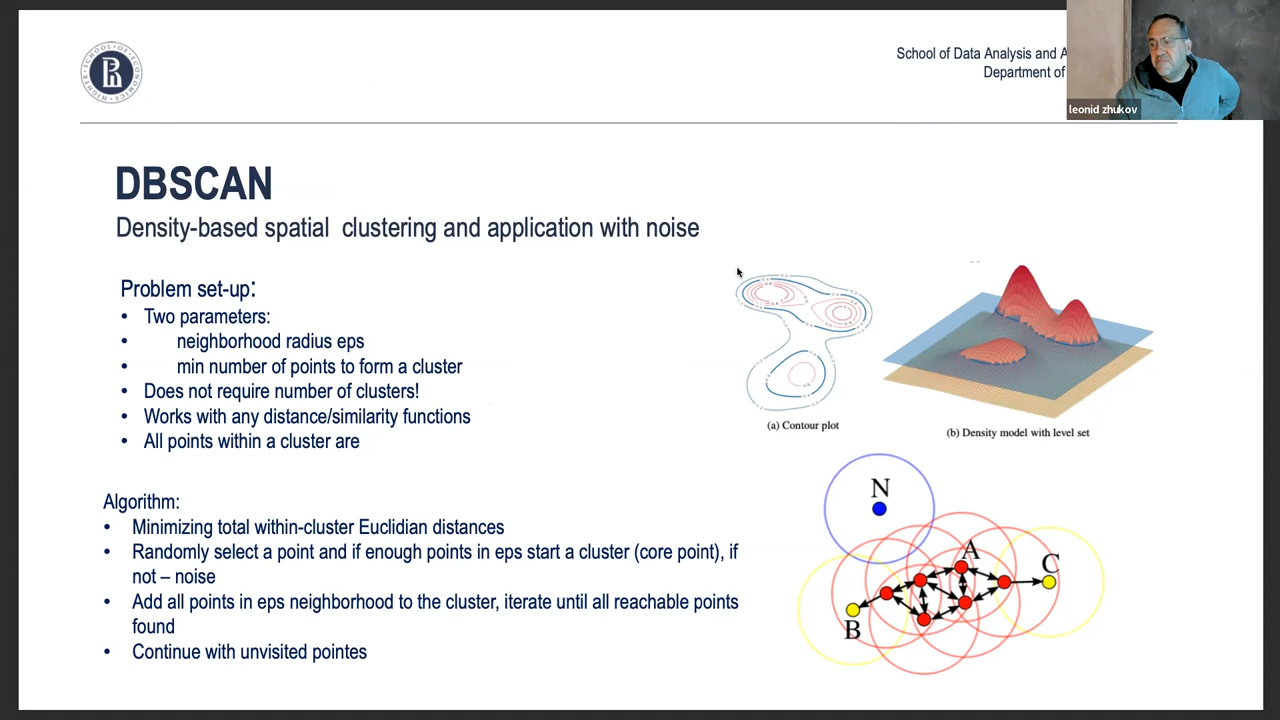 School of Data Analysis and A
Department of
leonid zhukov
HIGHER SCHOOL OF ECONOMICS
DBSCAN
Density-based spatial clustering and application with noise
Problem set-up:
• Two parameters:
• neighborhood radius eps
• min number of points to form a cluster
• Does not require number of clusters!
• Works with any distance/similarity functions
• All points within a cluster are
(a) Contour plot
(b) Density model with level set
Algorithm:
• Minimizing total within-cluster Euclidian distances
• Randomly select a point and if enough points in eps start a cluster (core point), if
not – noise
• Add all points in eps neighborhood to the cluster, iterate until all reachable points
found
• Continue with unvisited pointes
N
A
C
B